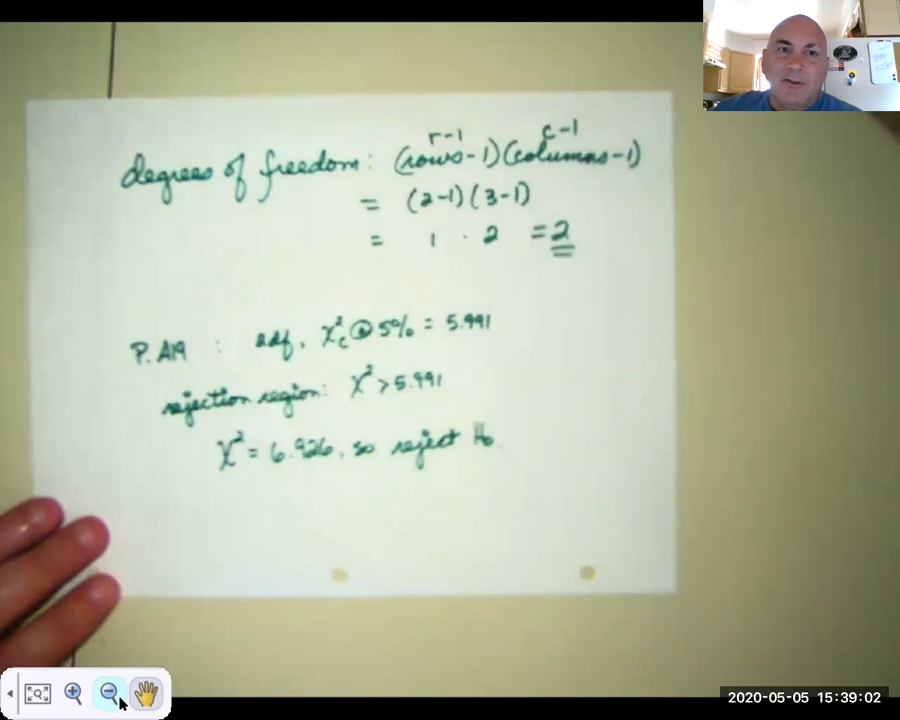 r-1 c-1
degrees of freedom: (rows-1)(columns-1)
= (2-1)(3-1)
= 1 · 2 = 2
P. A19 : 2df, χ²c @ 5% = 5.991
rejection region: χ² > 5.991
χ² = 6.926, so reject H₀.
2020-05-05 15:39:02